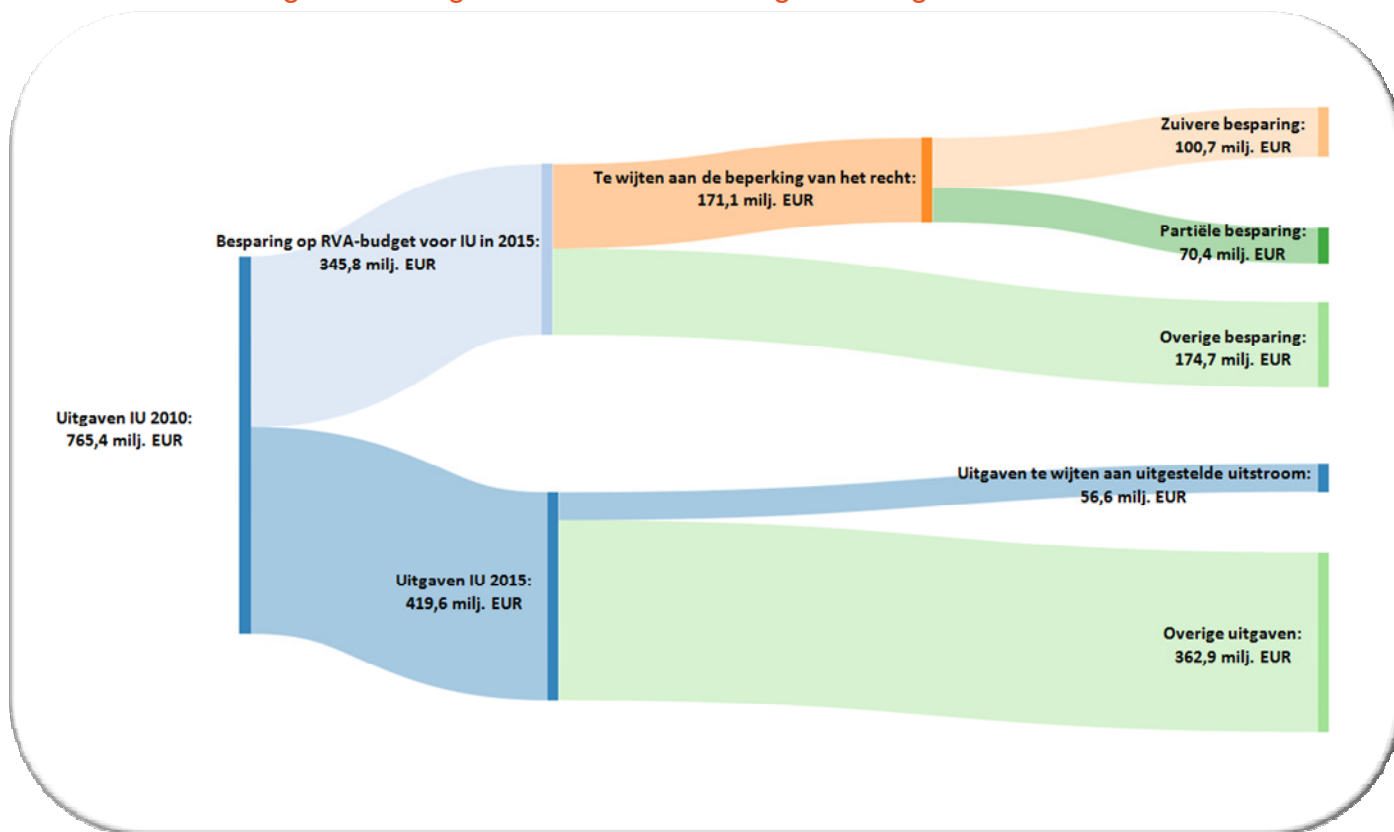 Zuivere besparing:
100,7 milj. EUR
Te wijten aan de beperking van het recht:
171,1 milj. EUR
Partiële besparing:
70,4 milj. EUR
Besparing op RVA-budget voor IU in 2015:
345,8 milj. EUR
Overige besparing:
174,7 milj. EUR
Uitgaven IU 2010:
765,4 milj. EUR
Uitgaven te wijten aan uitgestelde uitstroom:
56,6 milj. EUR
Uitgaven IU 2015:
419,6 milj. EUR
Overige uitgaven:
362,9 milj. EUR